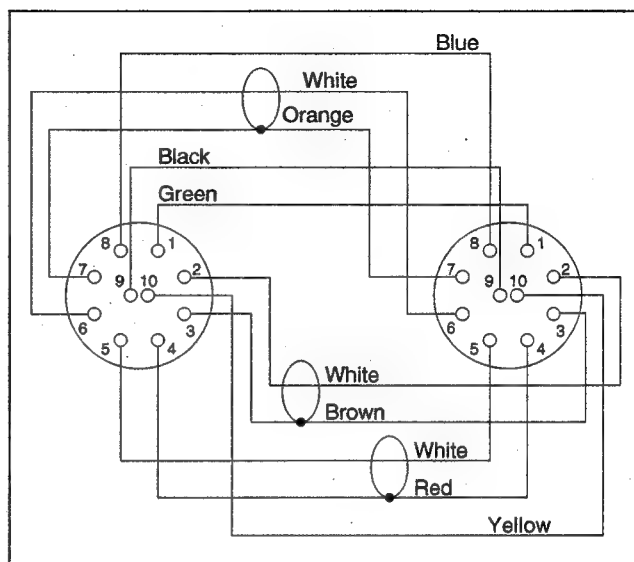 Blue
White
Orange
Black
Green
8 1 8 1
7 2 7 2
9 10 9 10
6 3 6 3
5 4 5 4
White
Brown
White
Red
Yellow